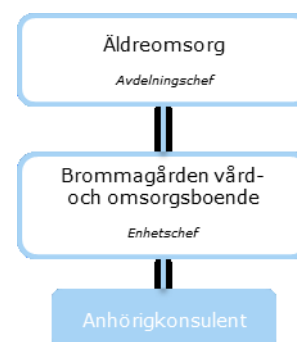 Äldreomsorg
Avdelningschef
Brommagården vård-
och omsorgsboende
Enhetschef
Anhörigkonsulent